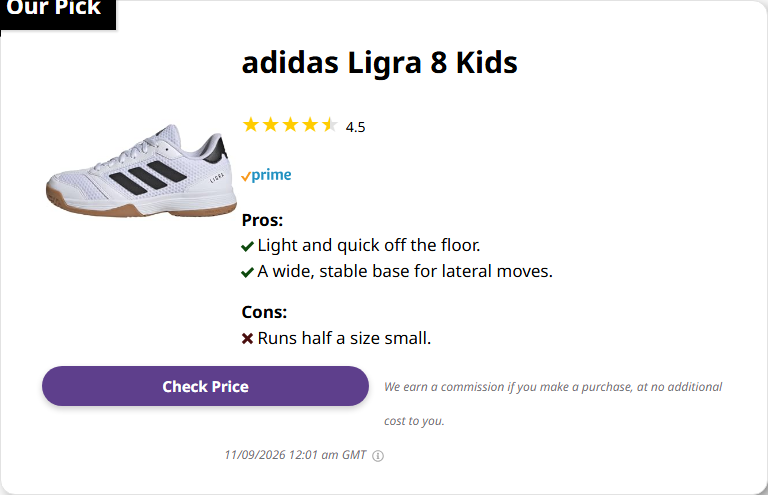 Our Pick
adidas Ligra 8 Kids
4.5
prime
LIGRA
Pros:
Light and quick off the floor.
A wide, stable base for lateral moves.
Cons:
Runs half a size small.
Check Price
We earn a commission if you make a purchase, at no additional
cost to you.
11/09/2026 12:01 am GMT